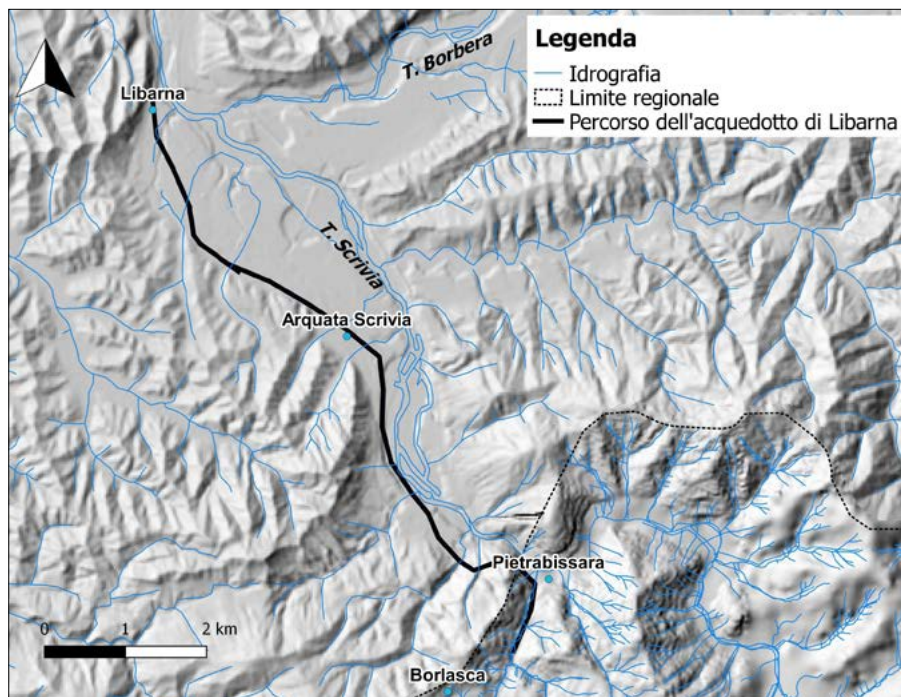 Legenda
Idrografia
Limite regionale
Percorso dell'acquedotto di Libarna
T. Borbera
Libarna
T. Scrivia
Arquata Scrivia
Pietrabissara
0 1 2 km
Borlasca